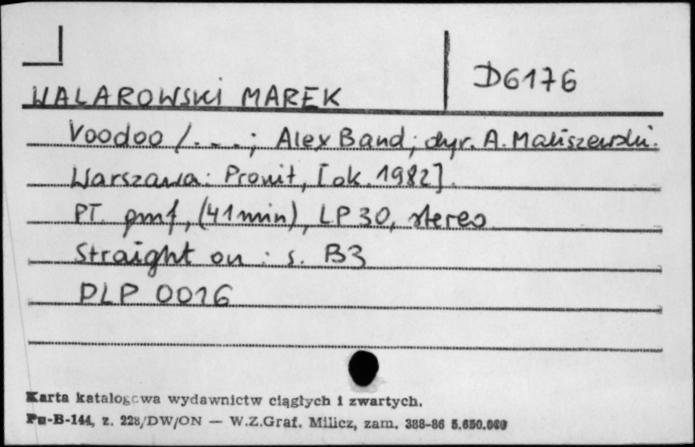 D6176
WALAROWSKI MAREK
Voodoo /...; Alex Band; dyr. A. Maliszewski.
Warszawa: Pronit, [ok. 1982].
PT. pmf, (41min), LP 30, stereo
Straight on : s. B3
PLP 0016
Karta katalogowa wydawnictw ciągłych i zwartych.
Pu-B-144, z. 228/DW/ON — W.Z.Graf. Milicz, zam. 388-86 5.650.000